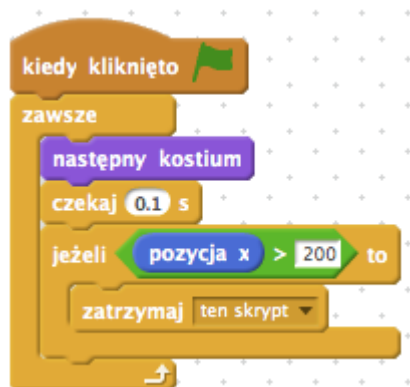 kiedy kliknięto
zawsze
następny kostium
czekaj 0.1 s
jeżeli pozycja x > 200 to
zatrzymaj ten skrypt